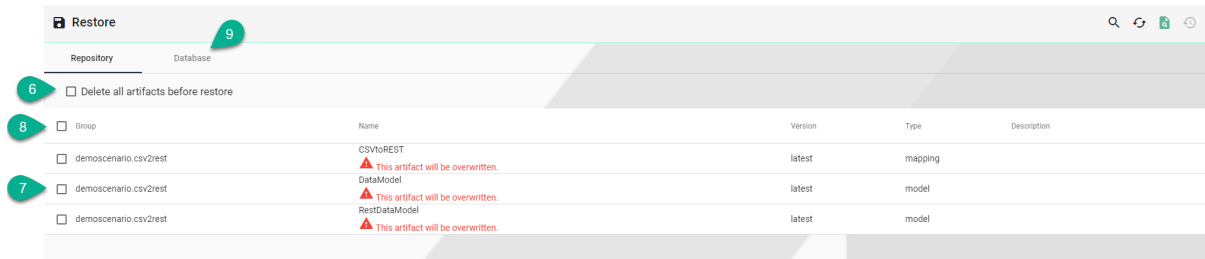 Restore
9
Repository Database
6
Delete all artifacts before restore
8
Group Name Version Type Description
CSVtoREST
demoscenario.csv2rest latest mapping
This artifact will be overwritten.
DataModel
7
demoscenario.csv2rest latest model
This artifact will be overwritten.
RestDataModel
demoscenario.csv2rest latest model
This artifact will be overwritten.